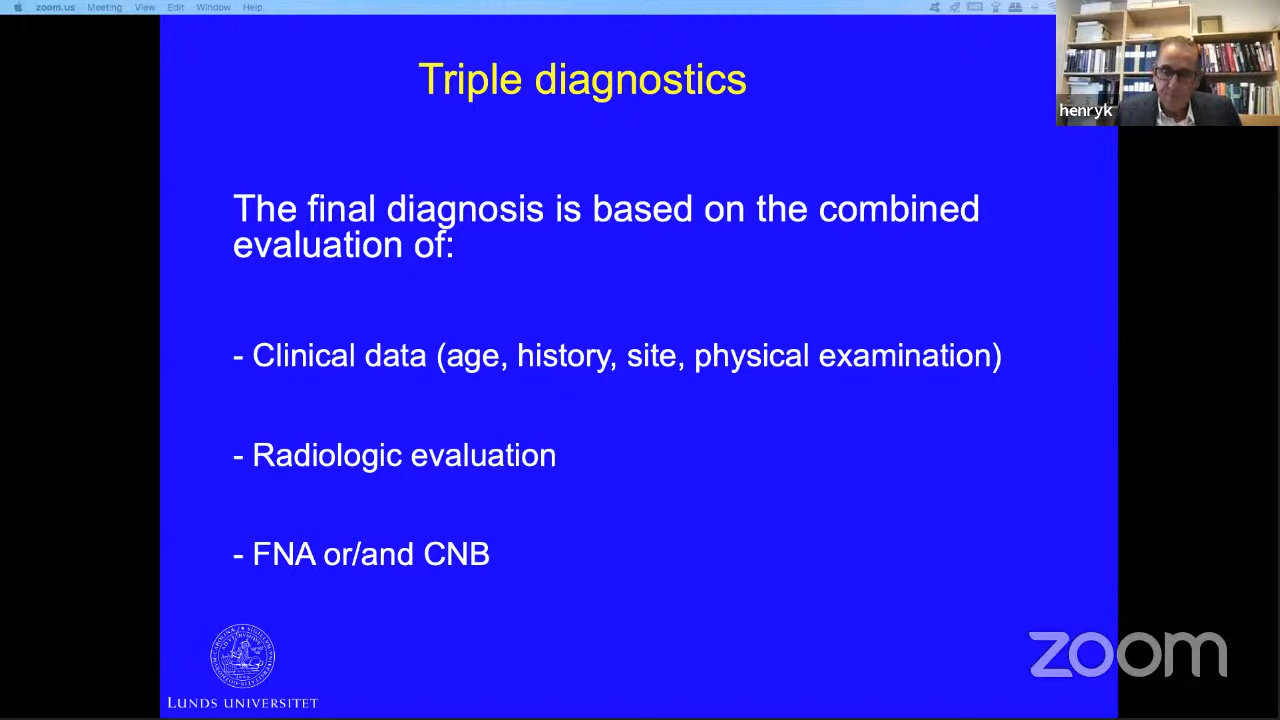 zoom.us Meeting View Edit Window Help
henryk
Triple diagnostics
The final diagnosis is based on the combined
evaluation of:
- Clinical data (age, history, site, physical examination)
- Radiologic evaluation
- FNA or/and CNB
LUNDS UNIVERSITET
zoom